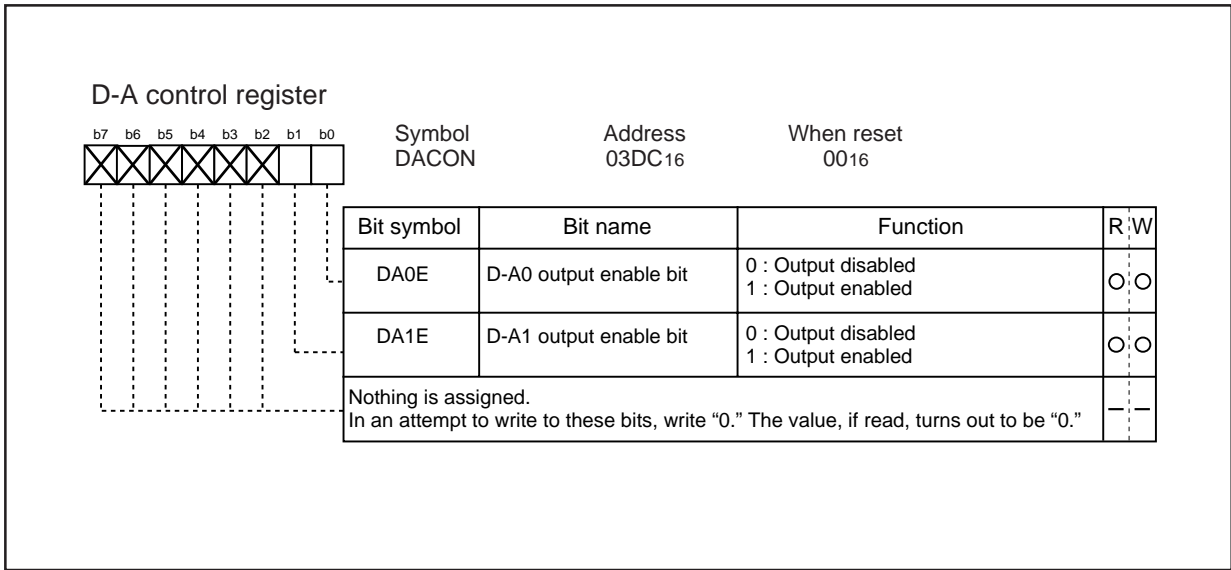 D-A control register
b7 b6 b5 b4 b3 b2 b1 b0
Symbol Address When reset
DACON 03DC16 0016
Bit symbol Bit name Function R W
DA0E D-A0 output enable bit 0 : Output disabled
1 : Output enabled
DA1E D-A1 output enable bit 0 : Output disabled
1 : Output enabled
Nothing is assigned.
In an attempt to write to these bits, write “0.” The value, if read, turns out to be “0.”